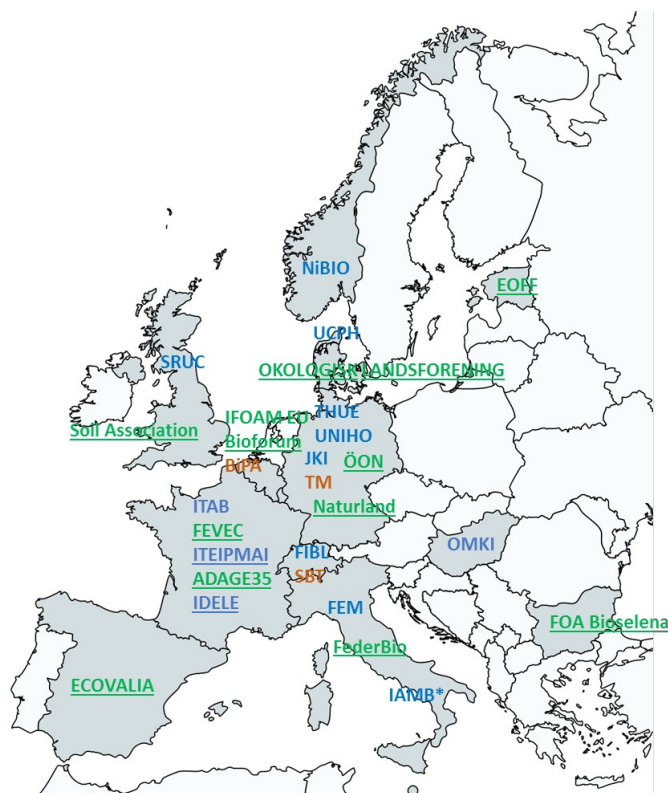 NiBIO
EOFF
UCPH
SRUC
OKOLOGISK LANDSFORENING
THUE
IFOAM EU
Soil Association
Bioforum
UNIHO
JKI
ÖON
BiPA
TM
ITAB
Naturland
FEVEC
ITEIPMAI
FIBL
OMKI
ADAGE35
SBT
IDELE
FEM
FOA Bioselena
FederBio
ECOVALIA
IAMB*